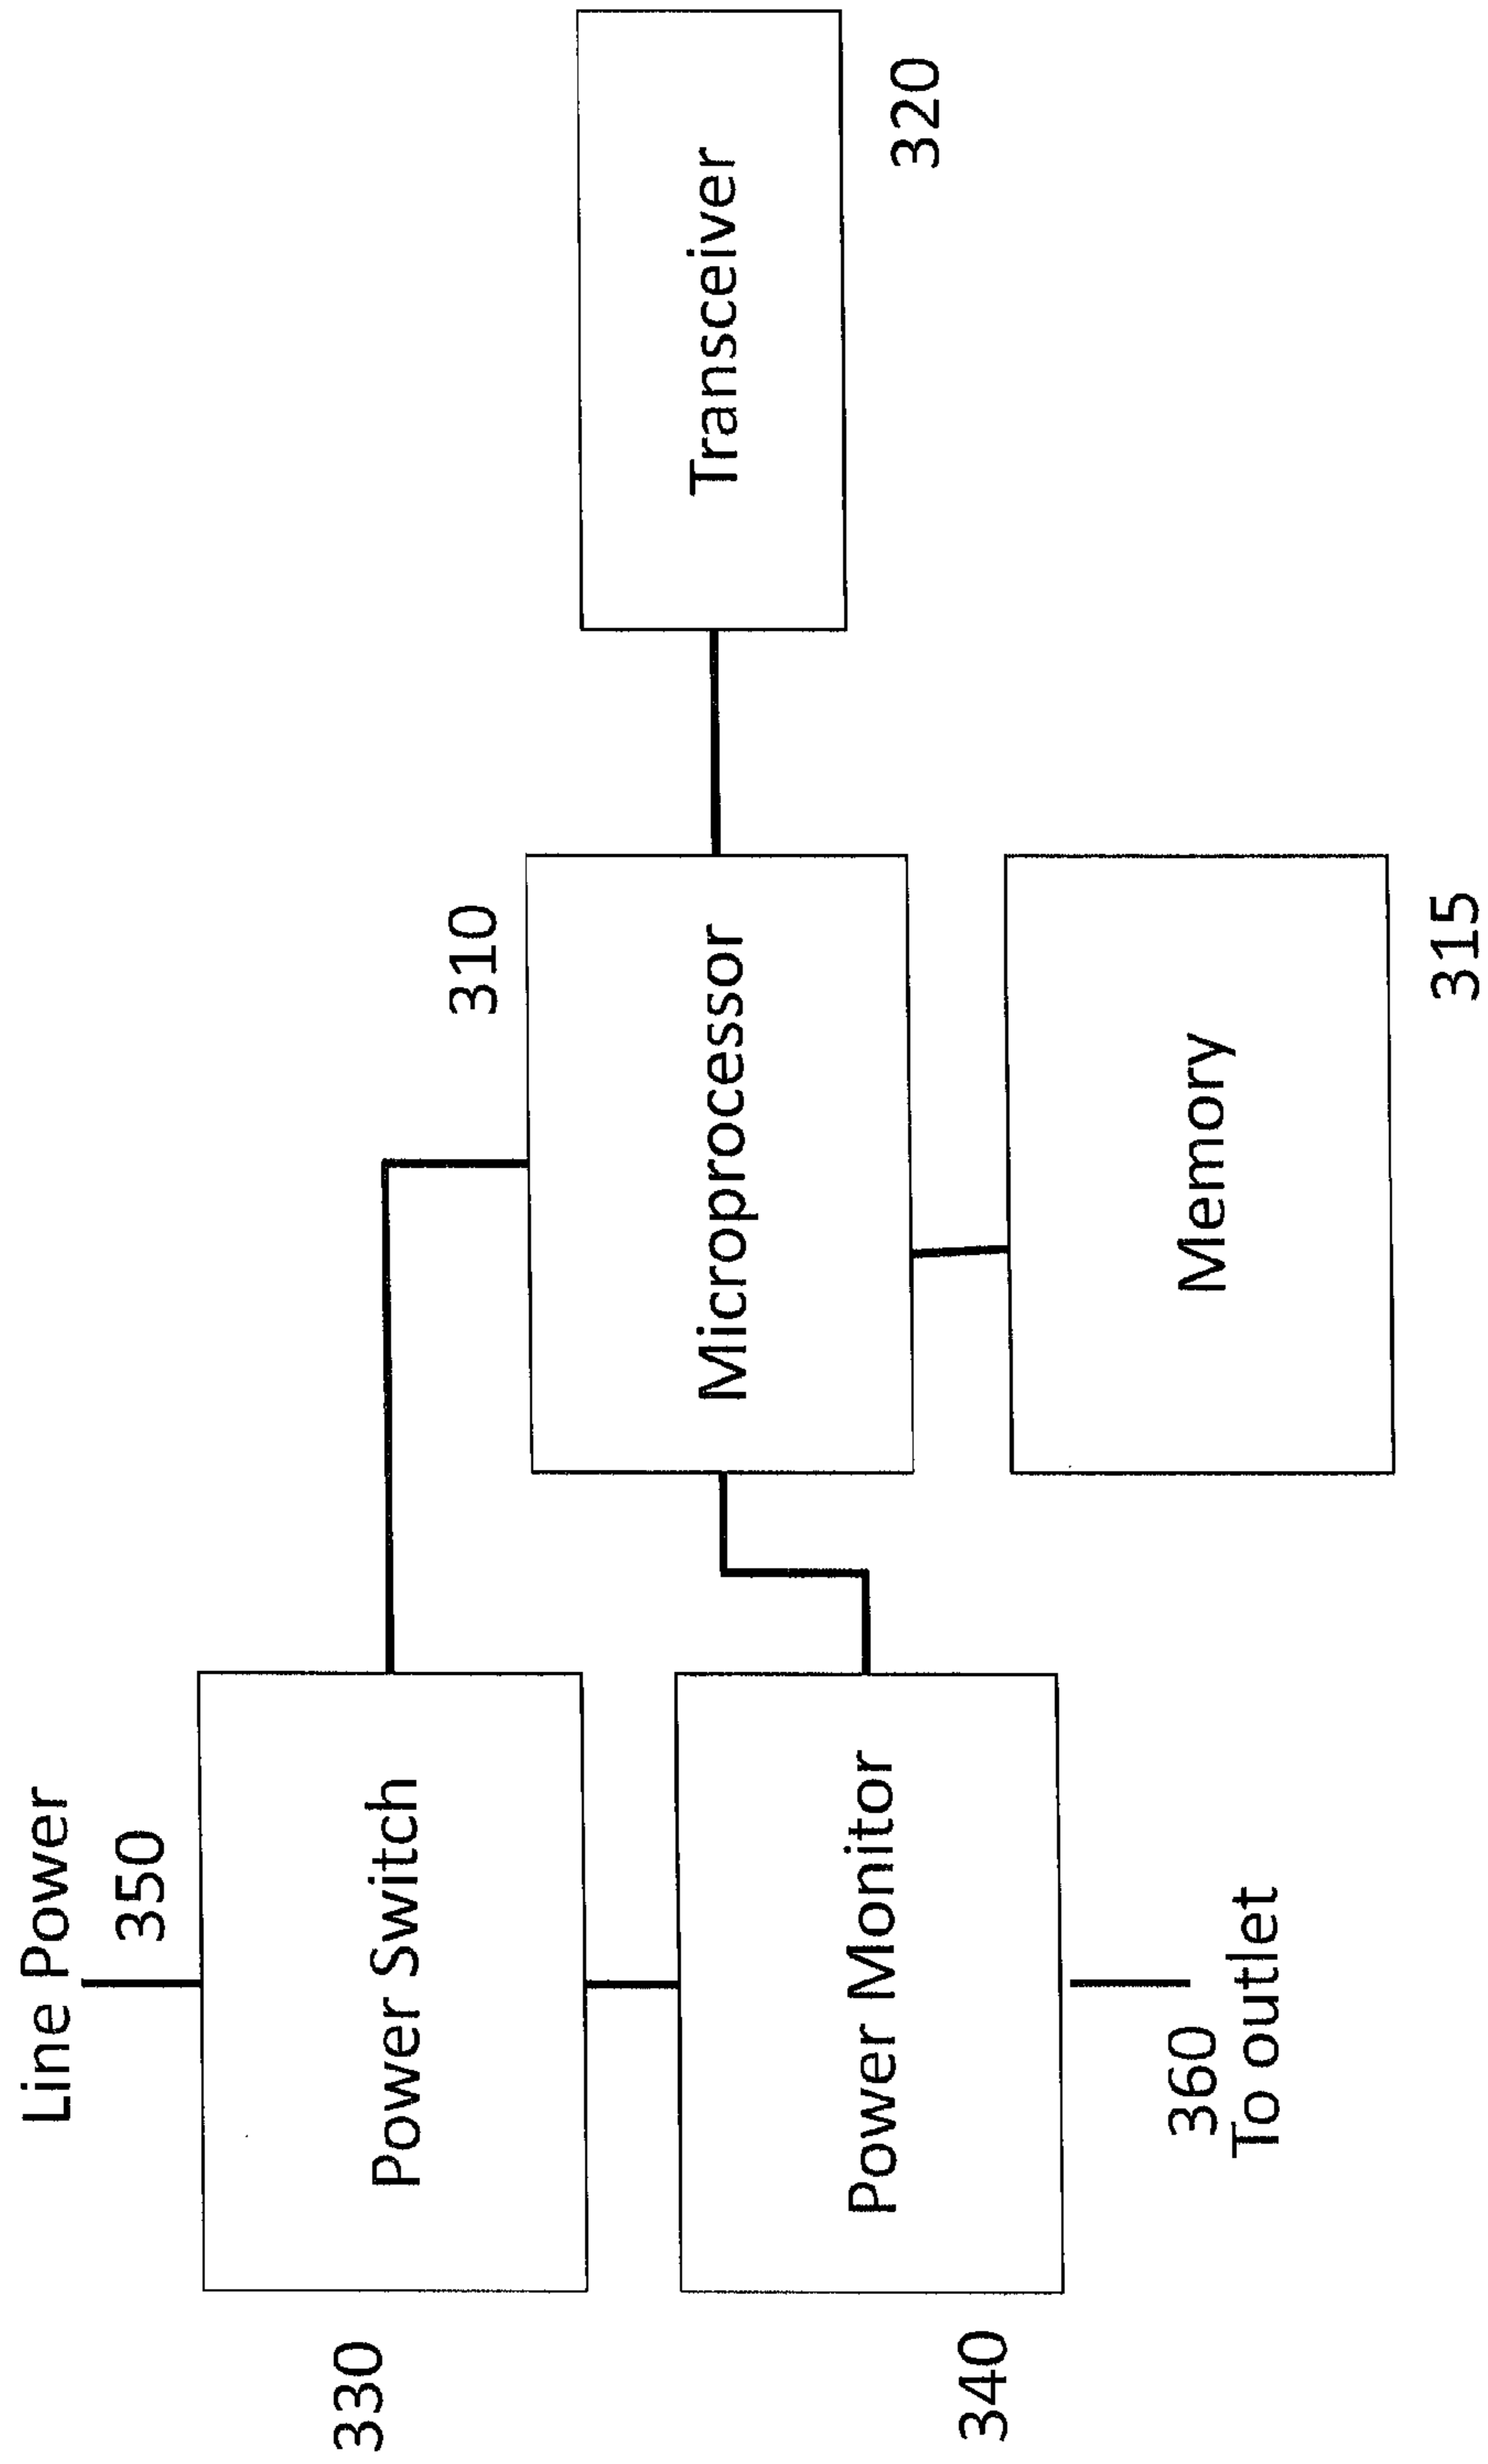 Line Power
350
Power Switch
330
310
Microprocessor
Transceiver
320
Power Monitor
340
Memory
315
360
To outlet